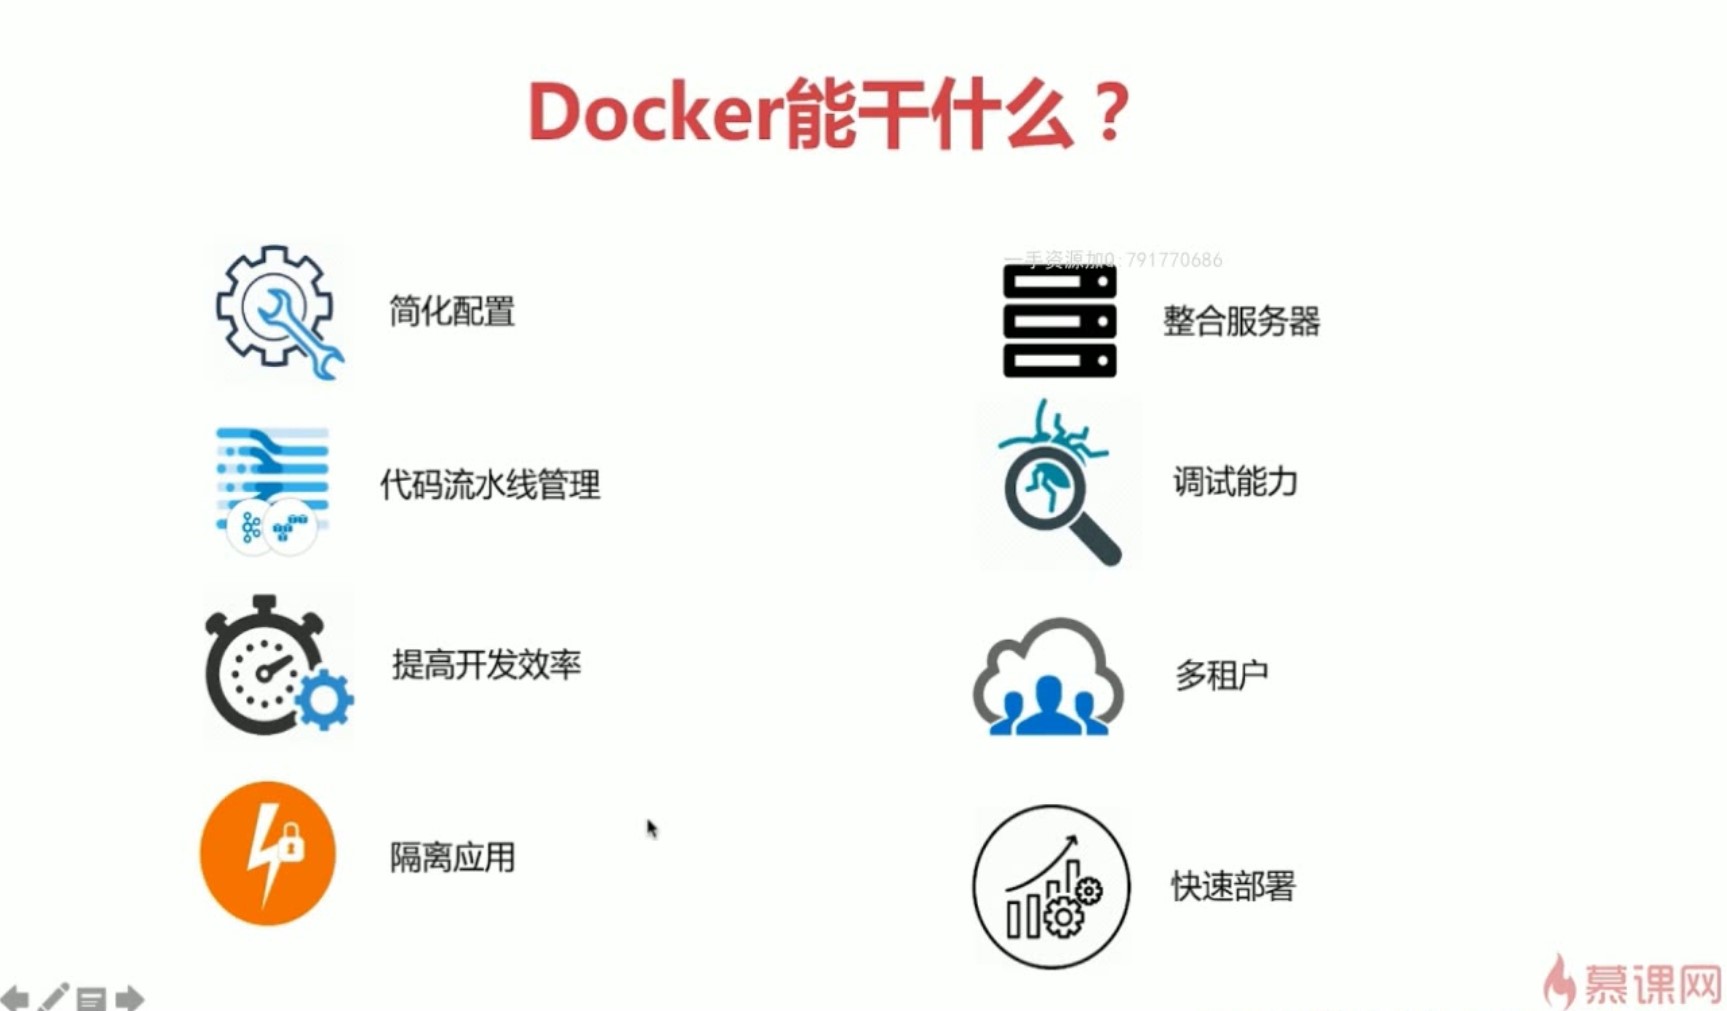 Docker能干什么？
简化配置
代码流水线管理
提高开发效率
隔离应用
一手资源加Q:791770686
整合服务器
调试能力
多租户
快速部署
慕课网